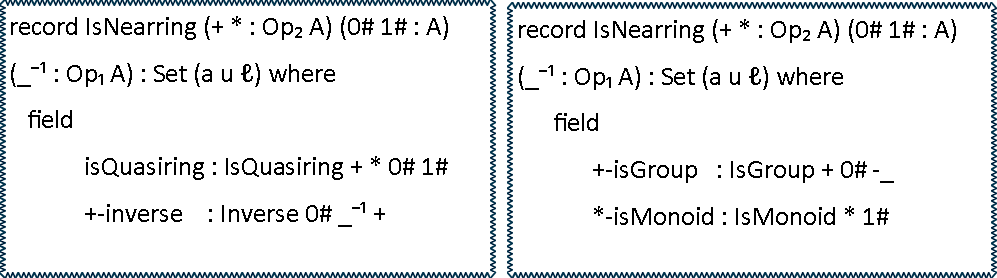 record IsNearring (+ * : Op₂ A) (0# 1# : A)
(_⁻¹ : Op₁ A) : Set (a u ℓ) where
field
isQuasiring : IsQuasiring + * 0# 1#
+-inverse : Inverse 0# _⁻¹ +
record IsNearring (+ * : Op₂ A) (0# 1# : A)
(_⁻¹ : Op₁ A) : Set (a u ℓ) where
field
+-isGroup : IsGroup + 0# -_
*-isMonoid : IsMonoid * 1#